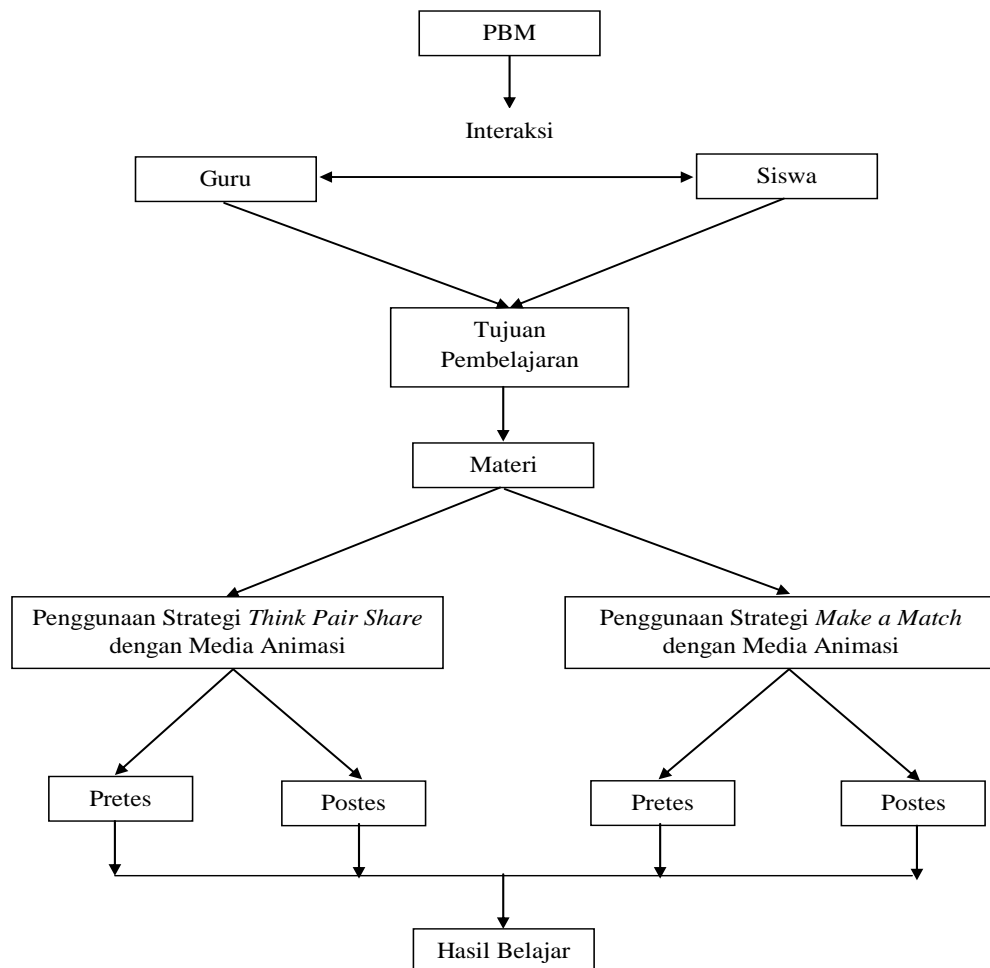 PBM
Interaksi
Guru
Siswa
Tujuan
Pembelajaran
Materi
Penggunaan Strategi Think Pair Share
dengan Media Animasi
Penggunaan Strategi Make a Match
dengan Media Animasi
Pretes
Postes
Pretes
Postes
Hasil Belajar